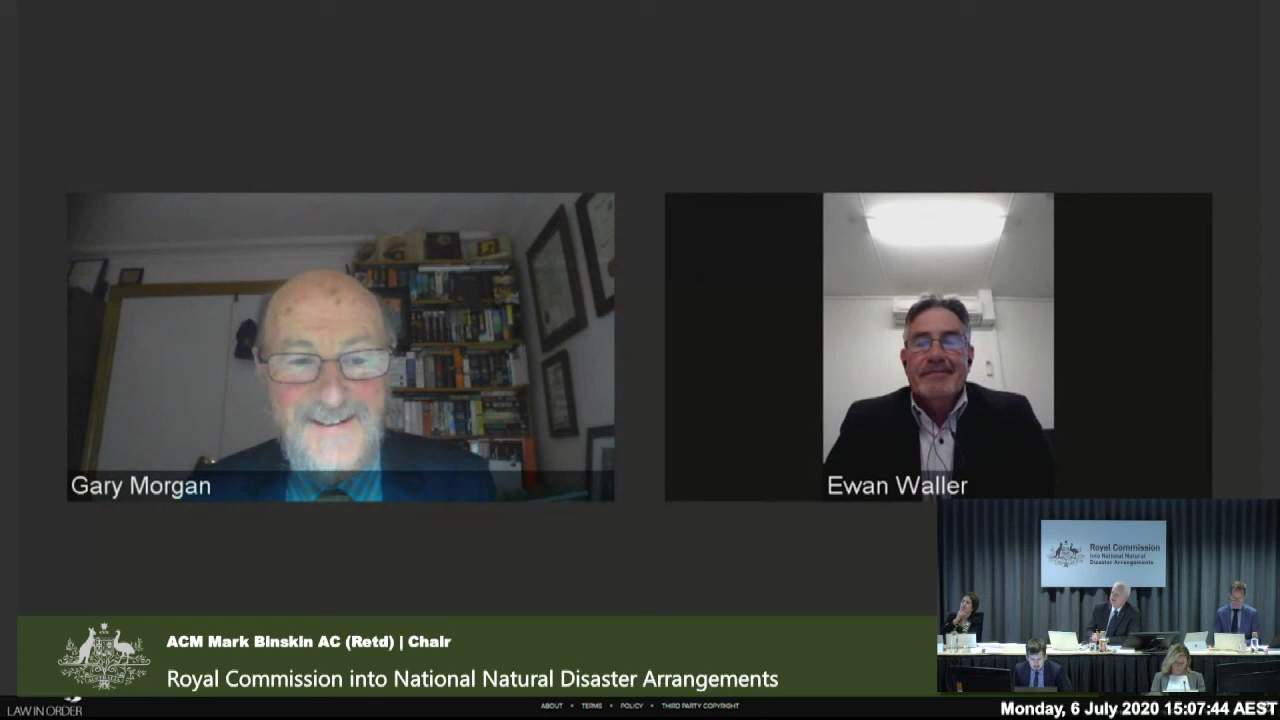 Gary Morgan
Ewan Waller
Royal Commission
into National Natural
Disaster Arrangements
ACM Mark Binskin AC (Retd) | Chair
Royal Commission into National Natural Disaster Arrangements
LAW IN ORDER
ABOUT • TERMS • POLICY • THIRD PARTY COPYRIGHT
Monday, 6 July 2020 15:07:44 AEST